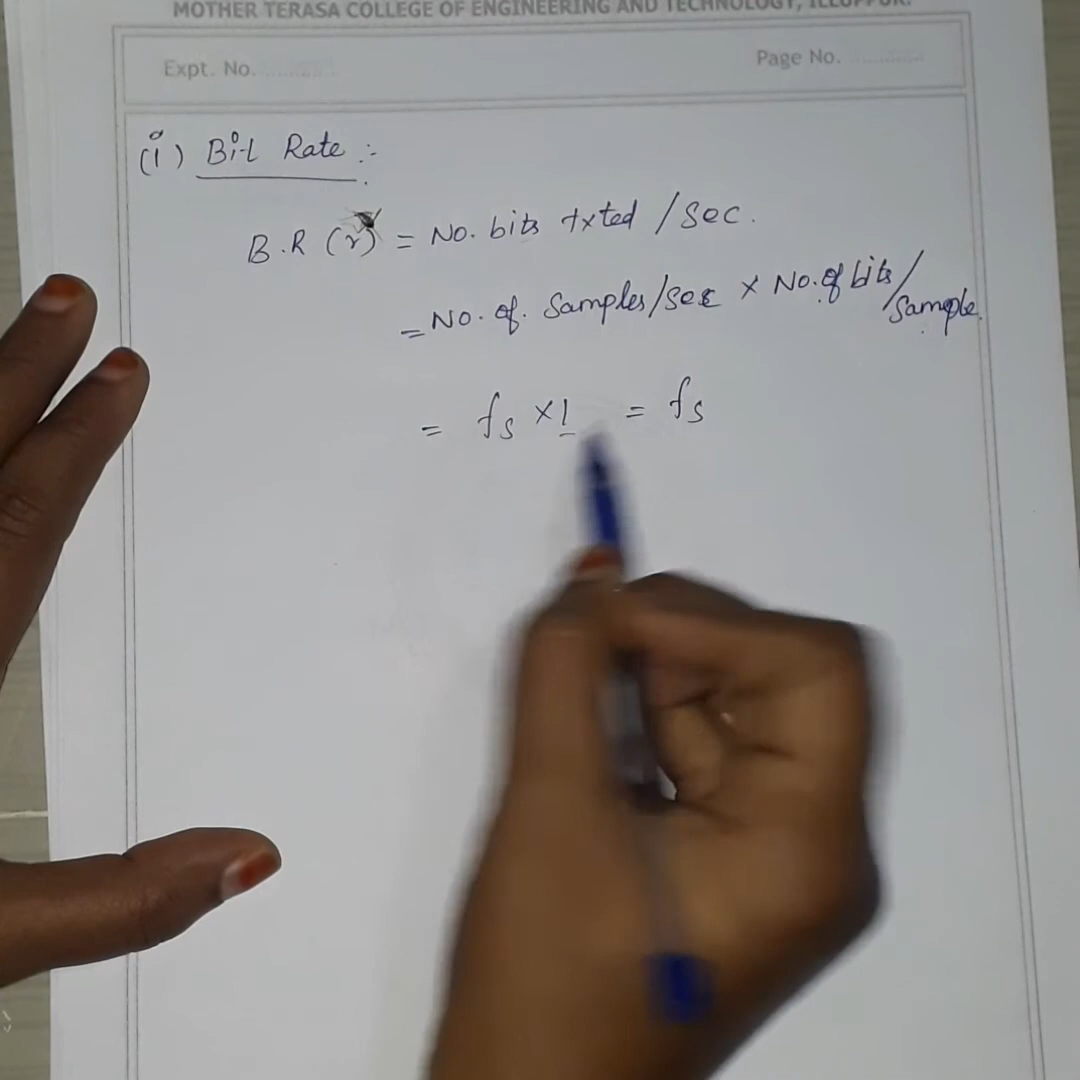 MOTHER TERASA COLLEGE OF ENGINEERING AND TECHNOLOGY, ILLUPPUR.
Expt. No. ............ Page No. ............
(i) Bit Rate :-
B.R (r) = No. bits txted /sec.
= No. of. Samples/sec × No. of bits/Sample.
= fs × 1 = fs